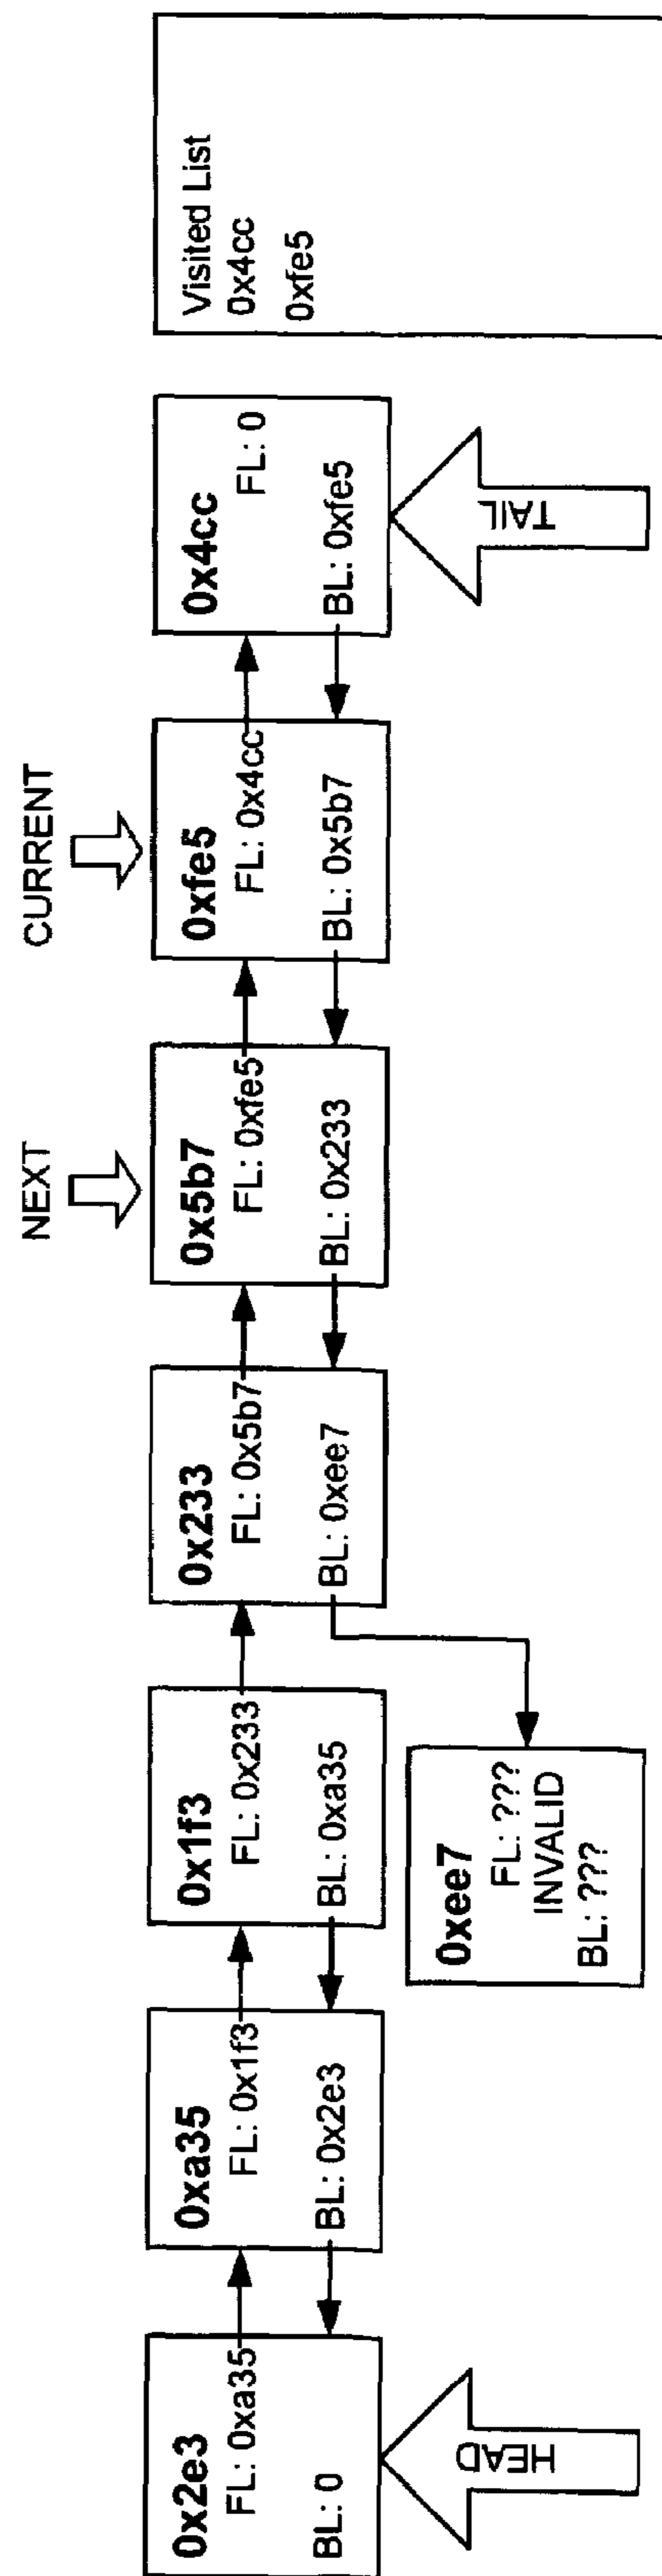 NEXT
CURRENT
0x2e3
FL: 0xa35
BL: 0
0xa35
FL: 0x1f3
BL: 0x2e3
0x1f3
FL: 0x233
BL: 0xa35
0x233
FL: 0x5b7
BL: 0xee7
0x5b7
FL: 0xfe5
BL: 0x233
0xfe5
FL: 0x4cc
BL: 0x5b7
0x4cc
FL: 0
BL: 0xfe5
Visited List
0x4cc
0xfe5
0xee7
FL: ???
INVALID
BL: ???
HEAD
TAIL